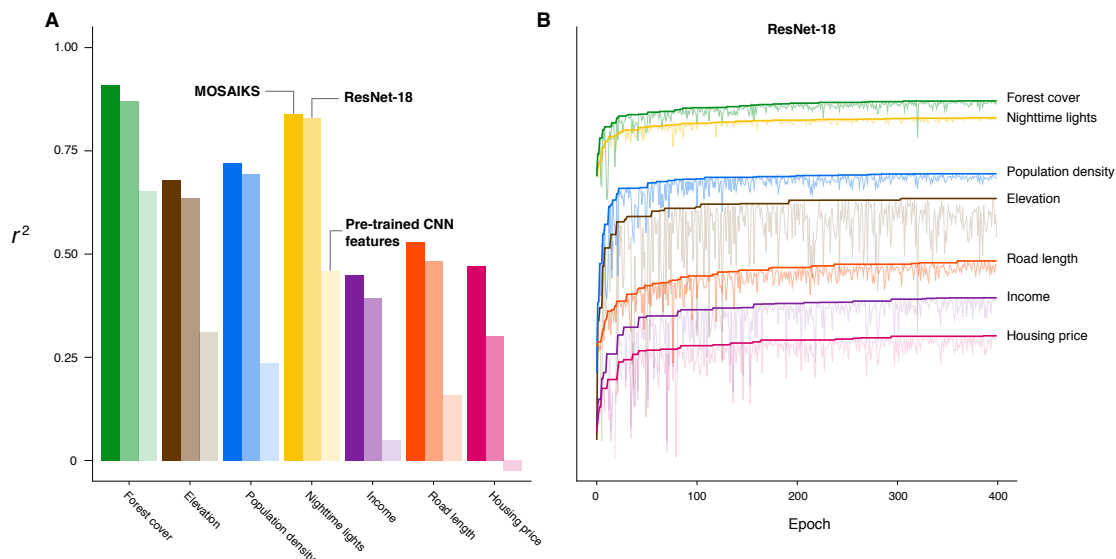 A
1.00
0.75
r²
0.50
0.25
0
MOSAIKS
ResNet-18
Pre-trained CNN
features
Forest cover
Elevation
Population density
Nighttime lights
Income
Road length
Housing price
B
ResNet-18
Forest cover
Nighttime lights
Population density
Elevation
Road length
Income
Housing price
0
100
200
300
400
Epoch